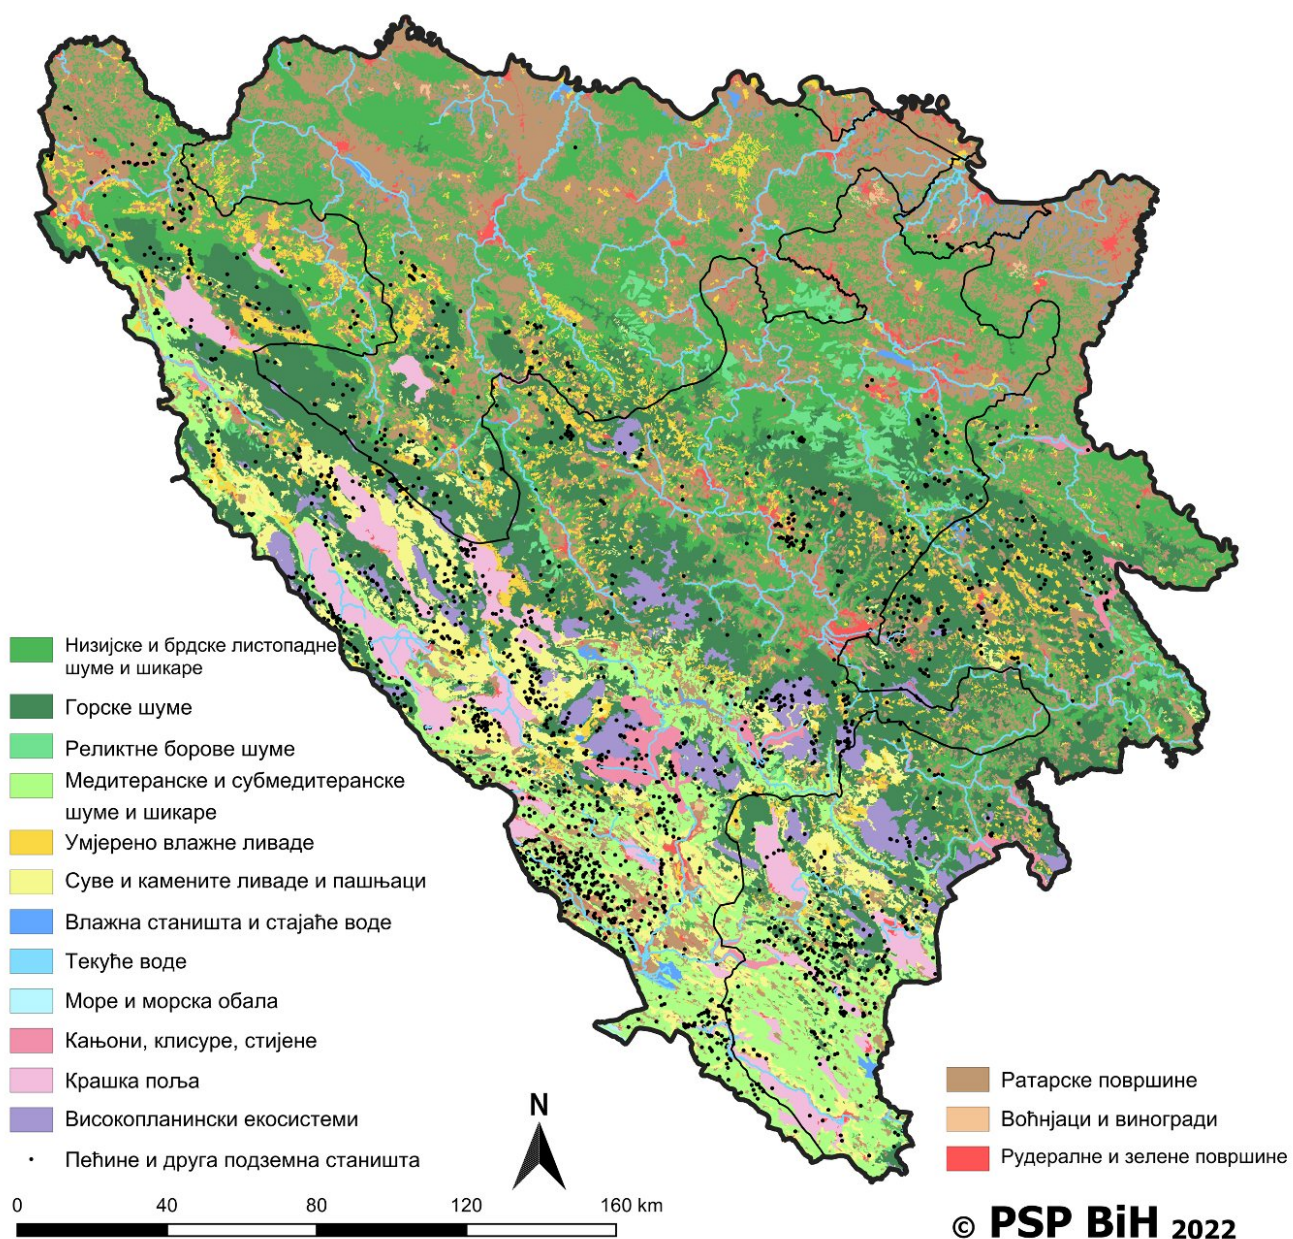 Низијске и брдске листопадне
шуме и шикаре
Горске шуме
Реликтне борове шуме
Медитеранске и субмедитеранске
шуме и шикаре
Умјерено влажне ливаде
Суве и камените ливаде и пашњаци
Влажна станишта и стајаће воде
Текуће воде
Море и морска обала
Кањони, клисуре, стијене
Крашка поља
Високопланински екосистеми
Пећине и друга подземна станишта
0 40 80 120 160 km
N
Ратарске површине
Воћњаци и виногради
Рудералне и зелене површине
© PSP BiH 2022